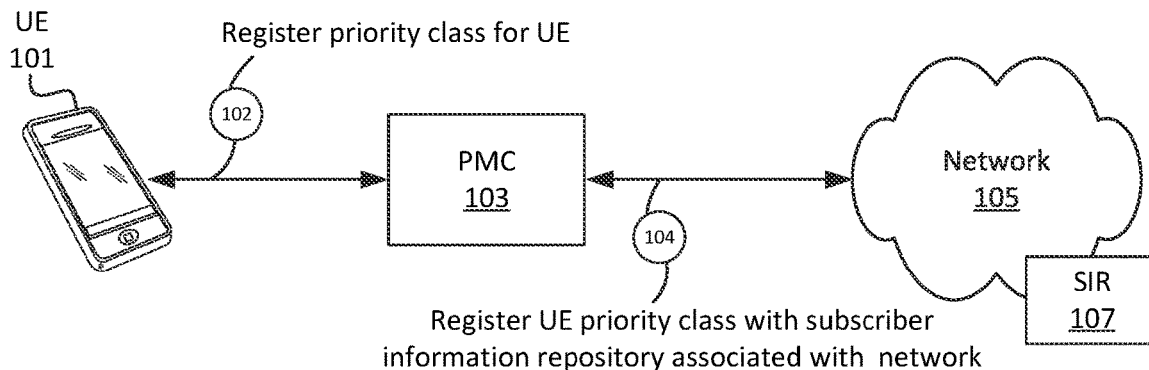 UE
101
Register priority class for UE
102
PMC
103
104
Network
105
SIR
107
Register UE priority class with subscriber
information repository associated with network